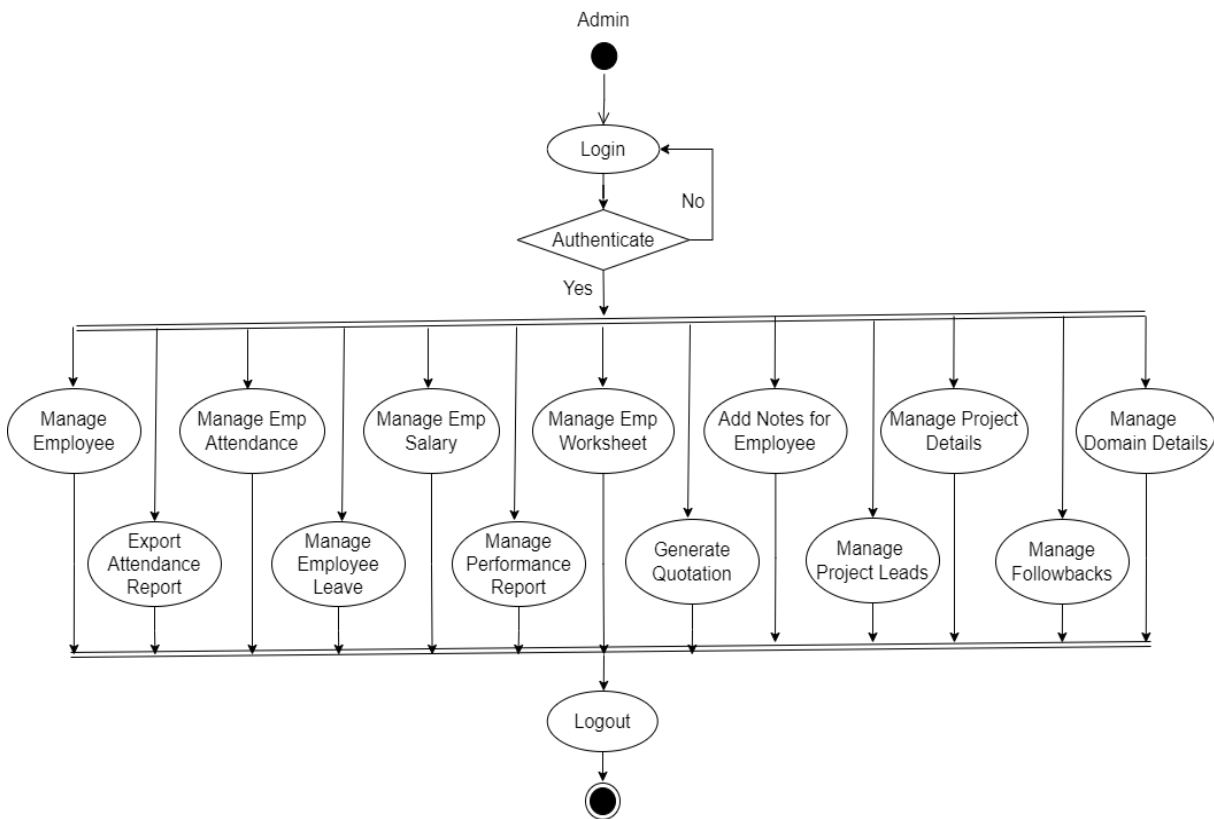 Admin
Login
No
Authenticate
Yes
Manage
Employee
Manage Emp
Attendance
Manage Emp
Salary
Manage Emp
Worksheet
Add Notes for
Employee
Manage Project
Details
Manage
Domain Details
Export
Attendance
Report
Manage
Employee
Leave
Manage
Performance
Report
Generate
Quotation
Manage
Project Leads
Manage
Followbacks
Logout